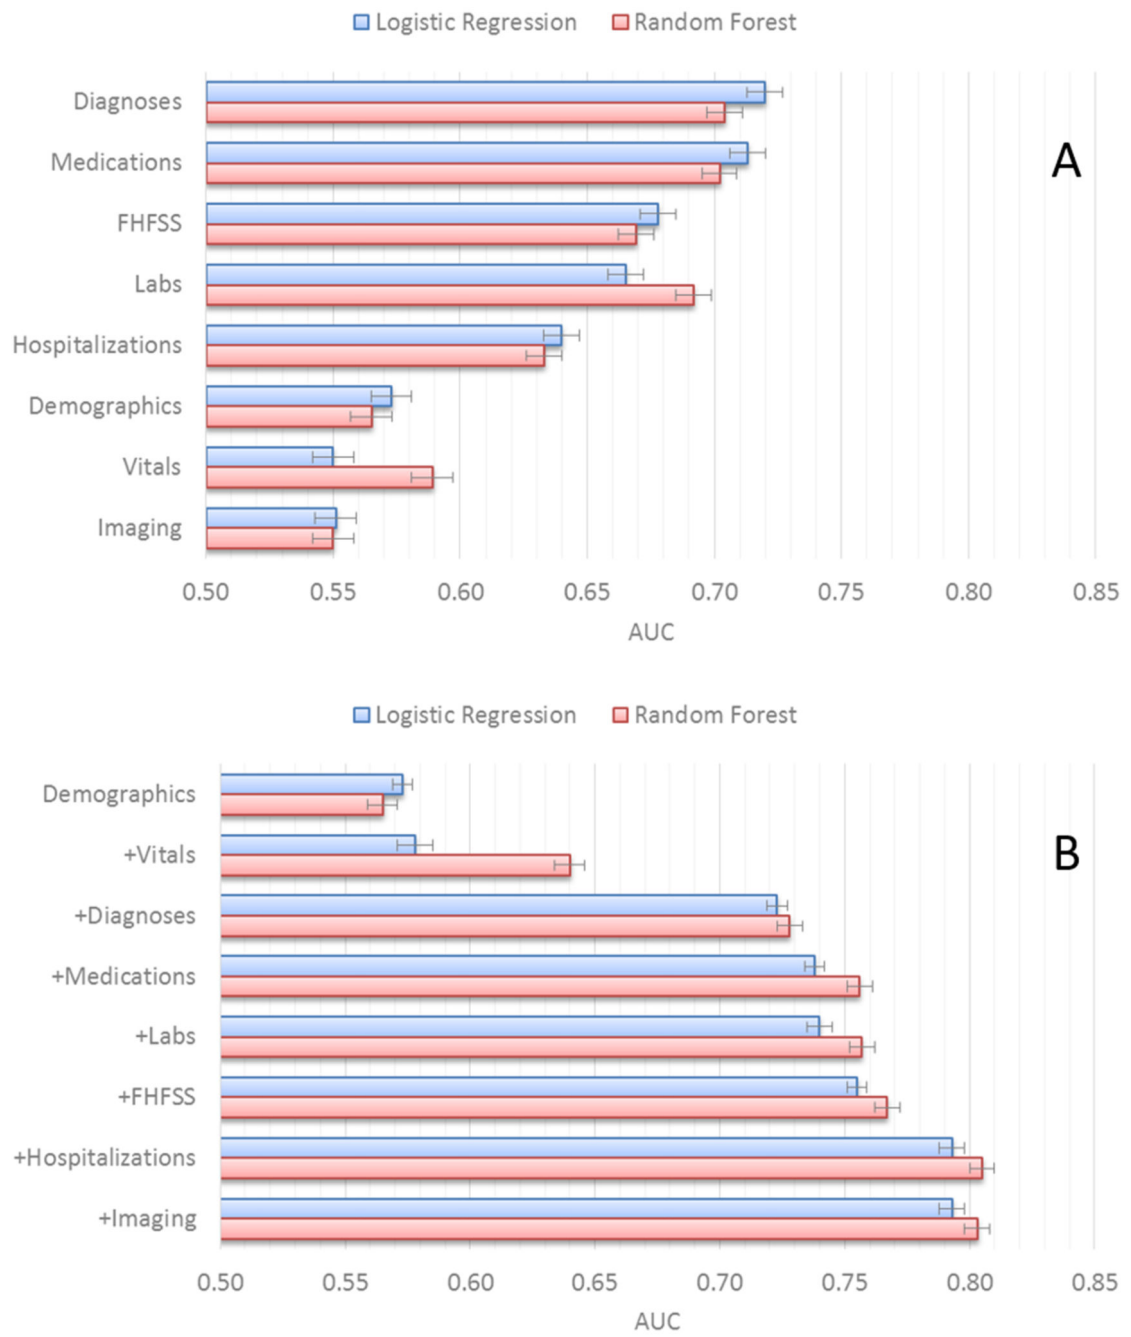 Logistic Regression Random Forest
A
Diagnoses
Medications
FHFSS
Labs
Hospitalizations
Demographics
Vitals
Imaging
0.50 0.55 0.60 0.65 0.70 0.75 0.80 0.85
AUC
Logistic Regression Random Forest
B
Demographics
+Vitals
+Diagnoses
+Medications
+Labs
+FHFSS
+Hospitalizations
+Imaging
0.50 0.55 0.60 0.65 0.70 0.75 0.80 0.85
AUC